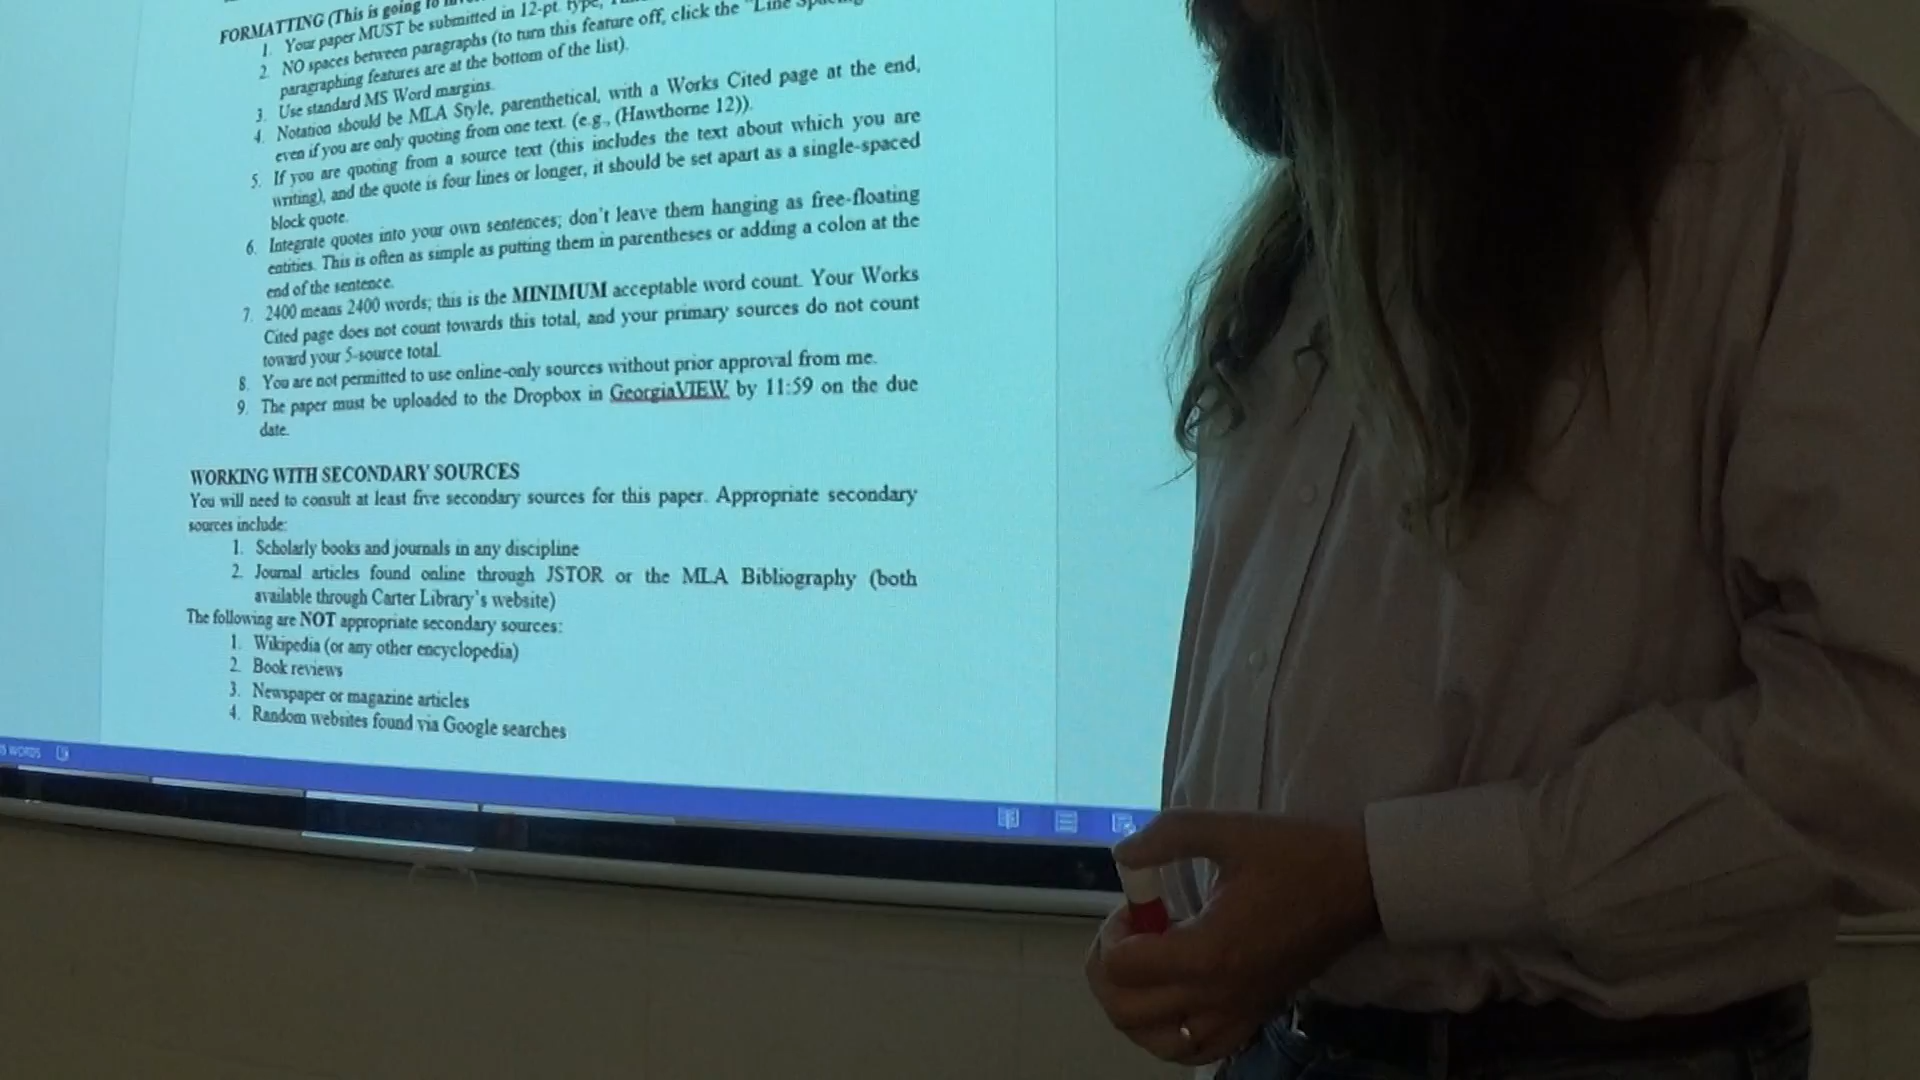 FORMATTING (This is going to
1. Your paper MUST be submitted in 12-pt. type,
2. NO spaces between paragraphs (to turn this feature off, click the "Line Spacing
paragraphing features are at the bottom of the list).
3. Use standard MS Word margins.
4. Notation should be MLA Style, parenthetical, with a Works Cited page at the end,
even if you are only quoting from one text. (e.g., (Hawthorne 12)).
5. If you are quoting from a source text (this includes the text about which you are
writing), and the quote is four lines or longer, it should be set apart as a single-spaced
block quote.
6. Integrate quotes into your own sentences; don't leave them hanging as free-floating
entities. This is often as simple as putting them in parentheses or adding a colon at the
end of the sentence.
7. 2400 means 2400 words; this is the MINIMUM acceptable word count. Your Works
Cited page does not count towards this total, and your primary sources do not count
toward your 5-source total.
8. You are not permitted to use online-only sources without prior approval from me.
9. The paper must be uploaded to the Dropbox in GeorgiaVIEW by 11:59 on the due
date.
WORKING WITH SECONDARY SOURCES
You will need to consult at least five secondary sources for this paper. Appropriate secondary
sources include:
1. Scholarly books and journals in any discipline
2. Journal articles found online through JSTOR or the MLA Bibliography (both
available through Carter Library's website)
The following are NOT appropriate secondary sources:
1. Wikipedia (or any other encyclopedia)
2. Book reviews
3. Newspaper or magazine articles
4. Random websites found via Google searches
WORDS